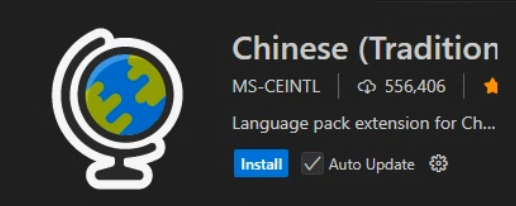 Chinese (Tradition
MS-CEINTL | 556,406 |
Language pack extension for Ch...
Install Auto Update